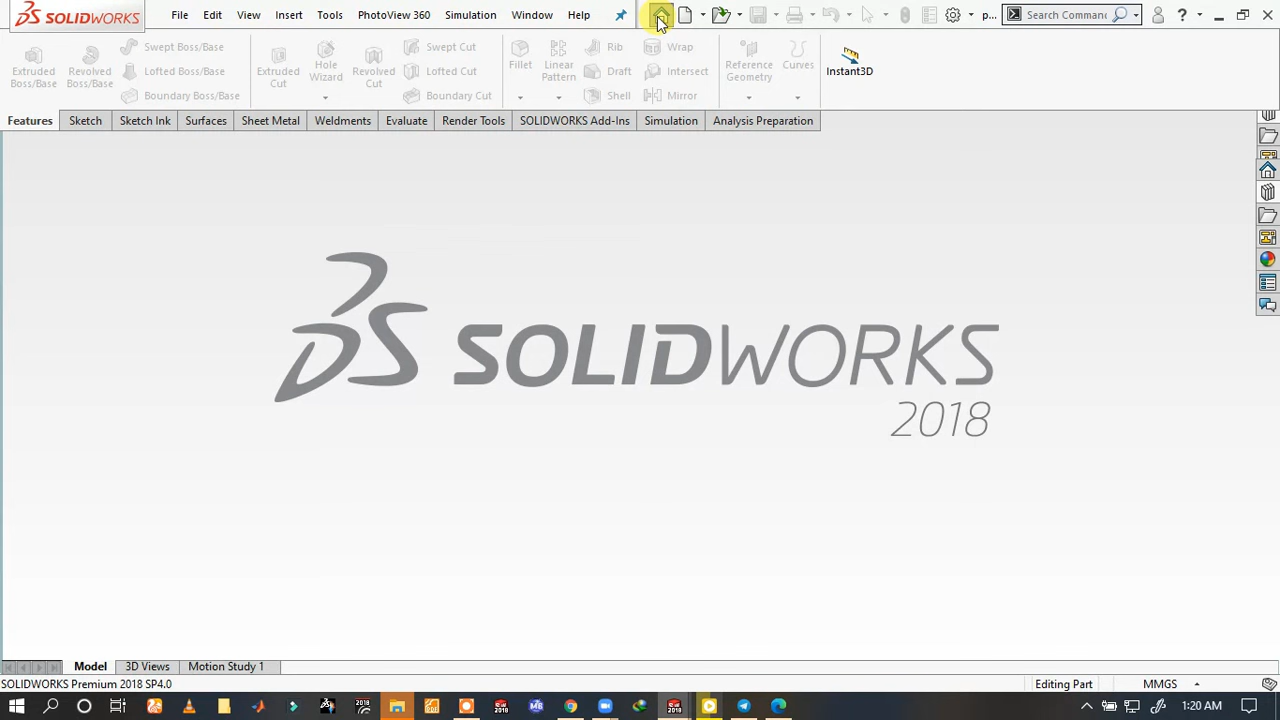 SOLIDWORKS File Edit View Insert Tools PhotoView 360 Simulation Window Help p... Search Comman
Extruded Boss/Base
Revolved Boss/Base
Swept Boss/Base
Lofted Boss/Base
Boundary Boss/Base
Extruded Cut
Hole Wizard
Revolved Cut
Swept Cut
Lofted Cut
Boundary Cut
Fillet
Linear Pattern
Rib
Draft
Shell
Wrap
Intersect
Mirror
Reference Geometry
Curves
Instant3D
Features Sketch Sketch Ink Surfaces Sheet Metal Weldments Evaluate Render Tools SOLIDWORKS Add-Ins Simulation Analysis Preparation
SOLIDWORKS
2018
Model 3D Views Motion Study 1
SOLIDWORKS Premium 2018 SP4.0 Editing Part MMGS
1:20 AM